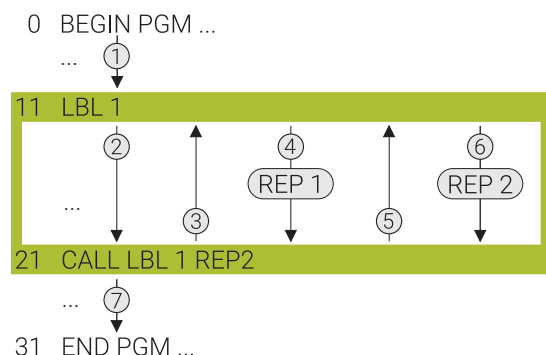 0 BEGIN PGM ...
... 1
11 LBL 1
2 4 6
REP 1 REP 2
...
3 5
21 CALL LBL 1 REP2
... 7
31 END PGM ...